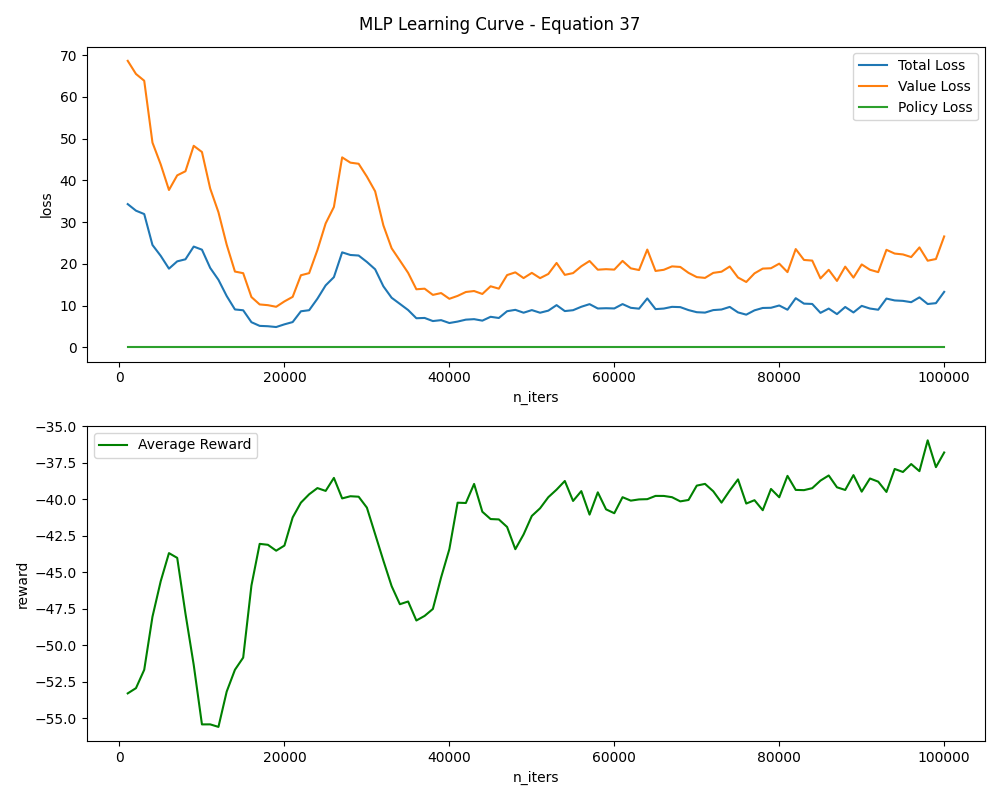 MLP Learning Curve - Equation 37
Total Loss
Value Loss
Policy Loss
70
60
50
40
30
20
10
0
loss
0 20000 40000 60000 80000 100000
n_iters
Average Reward
−35.0
−37.5
−40.0
−42.5
−45.0
−47.5
−50.0
−52.5
−55.0
reward
0 20000 40000 60000 80000 100000
n_iters